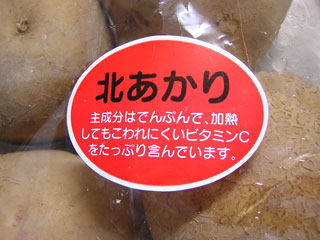 北あかり
主成分はでんぷんで、加熱
してもこわれにくいビタミンC
をたっぷり含んでいます。